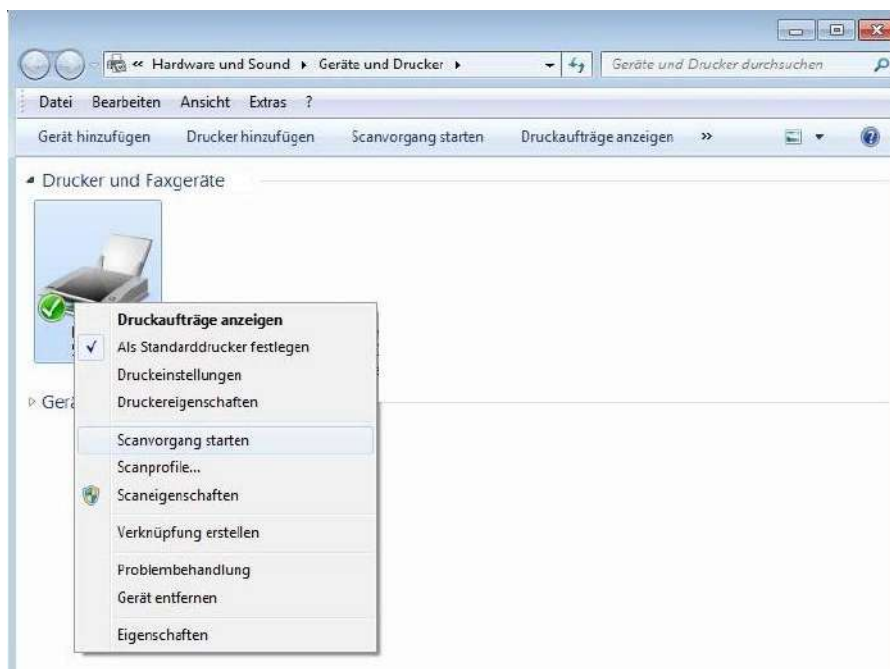 « Hardware und Sound ▸ Geräte und Drucker ▸ Geräte und Drucker durchsuchen
Datei Bearbeiten Ansicht Extras ?
Gerät hinzufügen Drucker hinzufügen Scanvorgang starten Druckaufträge anzeigen »
Drucker und Faxgeräte
Druckaufträge anzeigen
Als Standarddrucker festlegen
Druckeinstellungen
Druckereigenschaften
Scanvorgang starten
Scanprofile...
Scaneigenschaften
Verknüpfung erstellen
Problembehandlung
Gerät entfernen
Eigenschaften